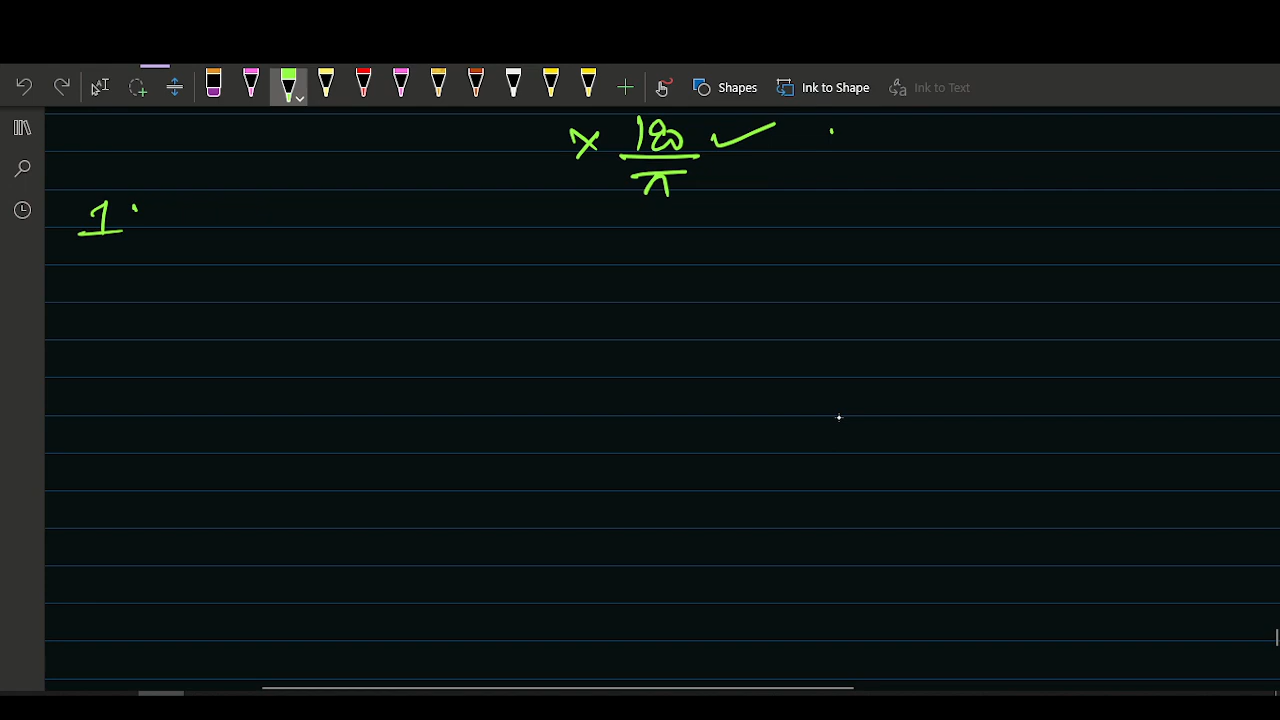 Shapes Ink to Shape Ink to Text
× 180 ✓
π
1